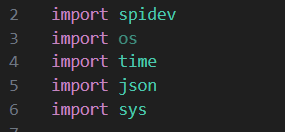 2 import spidev
3 import os
4 import time
5 import json
6 import sys